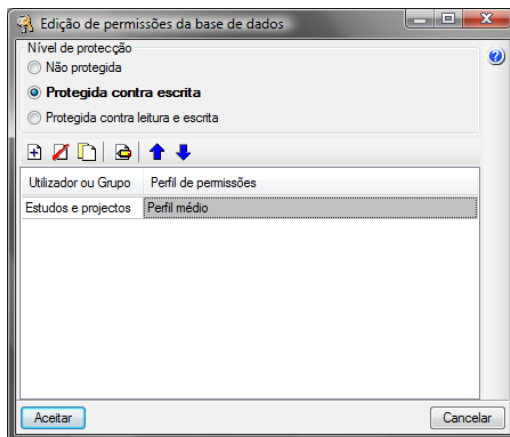 Edição de permissões da base de dados
Nível de protecção
Não protegida
Protegida contra escrita
Protegida contra leitura e escrita
Utilizador ou Grupo Perfil de permissões
Estudos e projectos Perfil médio
Aceitar Cancelar